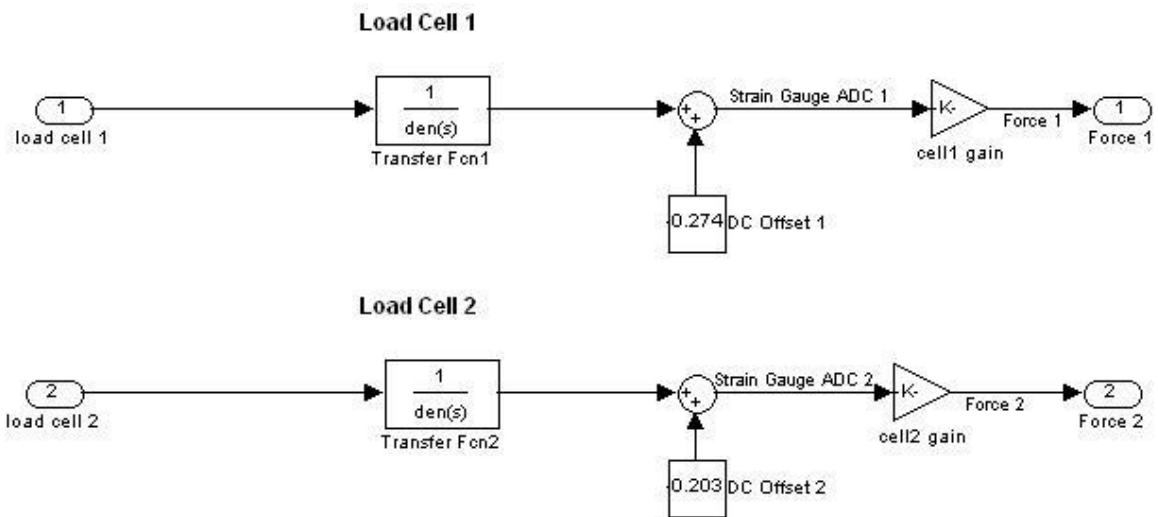 Load Cell 1
1
load cell 1
1
den(s)
Transfer Fcn1
+
+
Strain Gauge ADC 1
-K-
cell1 gain
Force 1
1
Force 1
-0.274
DC Offset 1
Load Cell 2
2
load cell 2
1
den(s)
Transfer Fcn2
+
+
Strain Gauge ADC 2
-K-
cell2 gain
Force 2
2
Force 2
-0.203
DC Offset 2